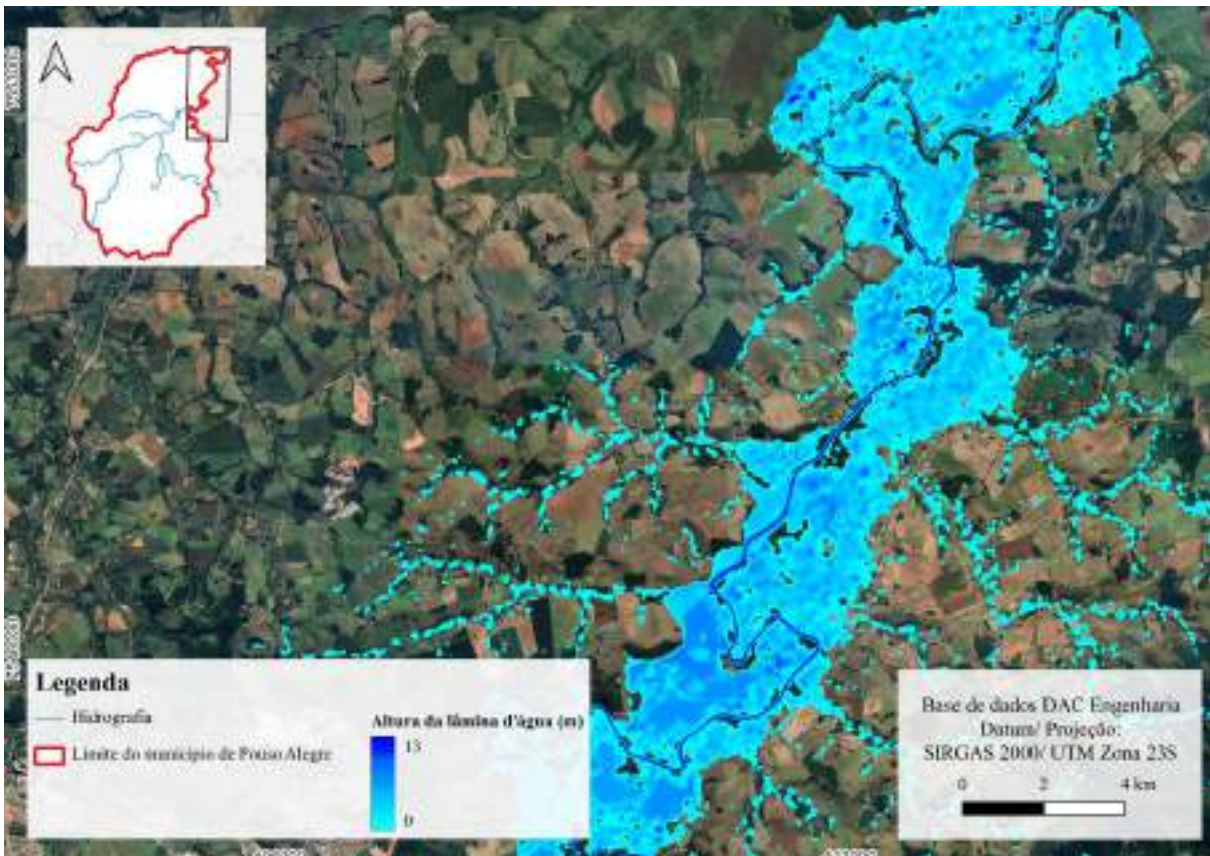 Legenda
Hidrografia
Limite do município de Pouso Alegre
Altura da lâmina d'água (m)
13
0
Base de dados DAC Engenharia
Datum/ Projeção:
SIRGAS 2000/ UTM Zona 23S
0 2 4 km